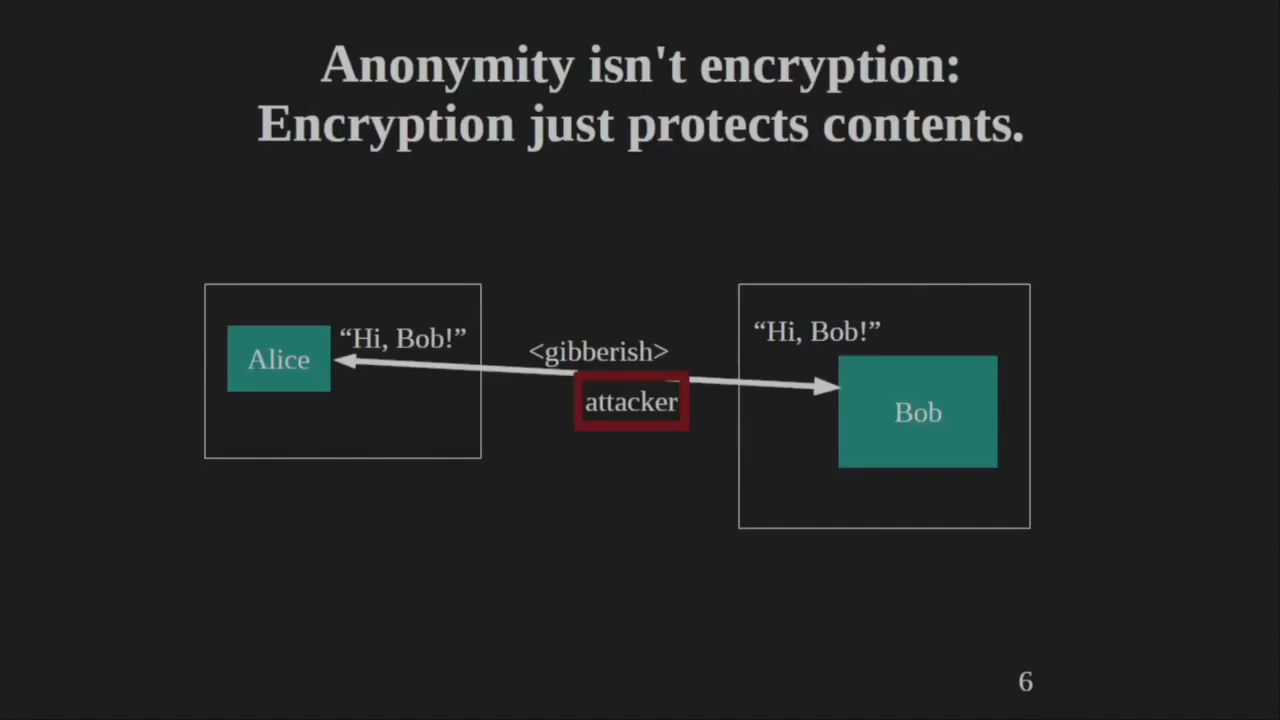 Anonymity isn't encryption:
Encryption just protects contents.
“Hi, Bob!”
Alice
<gibberish>
attacker
“Hi, Bob!”
Bob
6